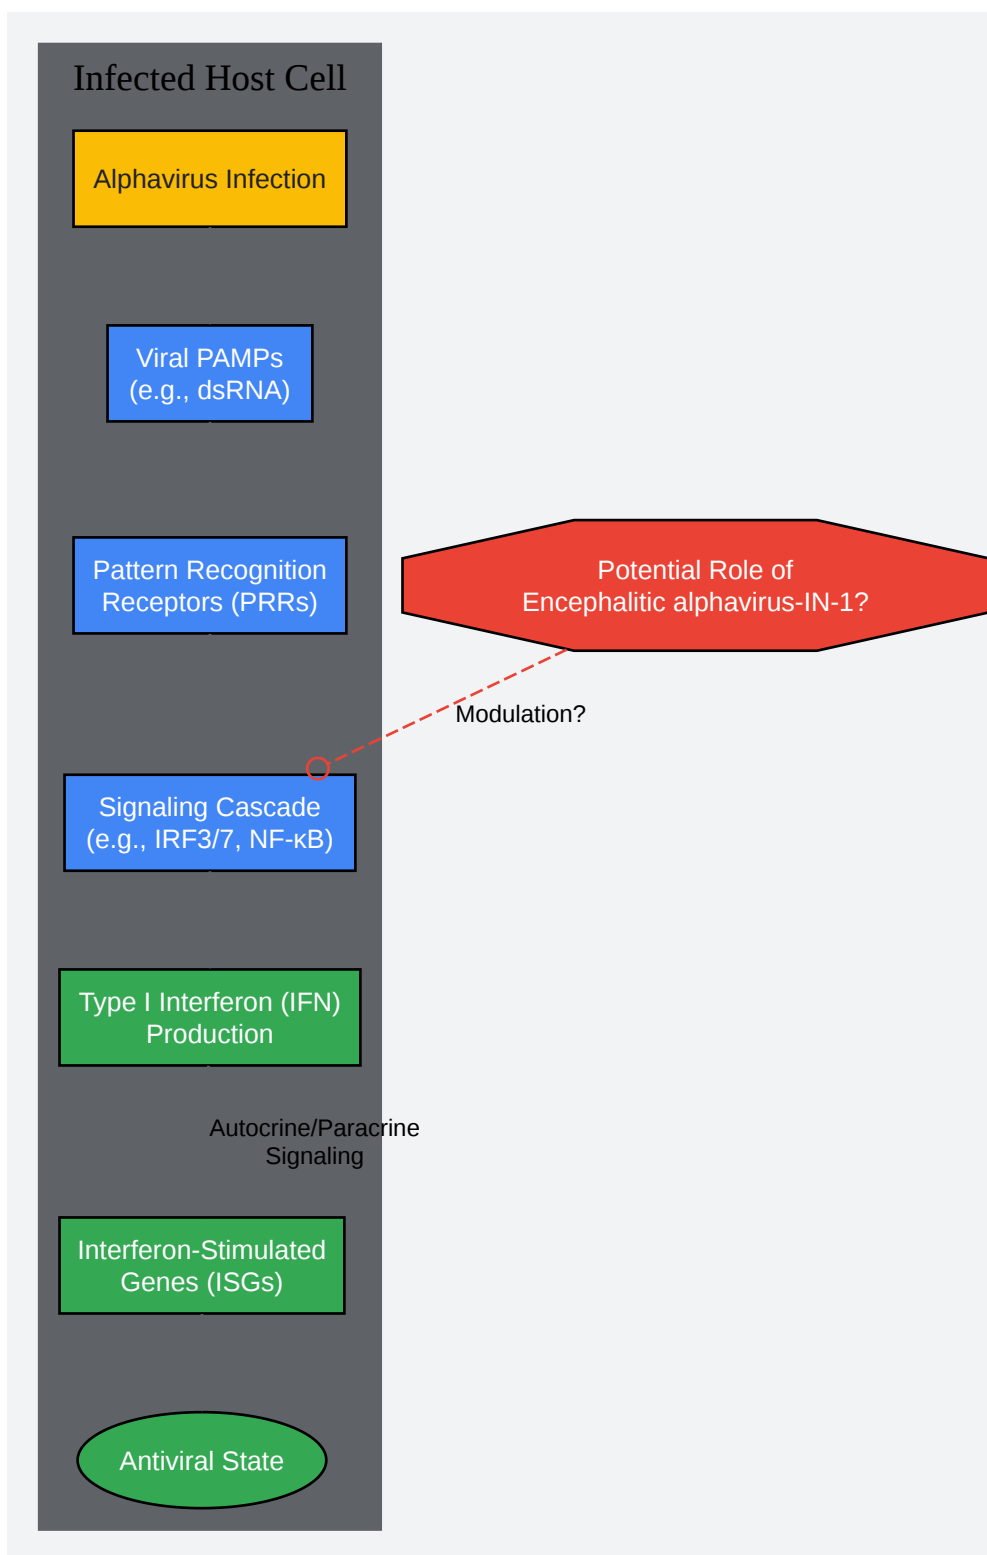 Infected Host Cell
Alphavirus Infection
Viral PAMPs
(e.g., dsRNA)
Pattern Recognition
Receptors (PRRs)
Potential Role of
Encephalitic alphavirus-IN-1?
Modulation?
Signaling Cascade
(e.g., IRF3/7, NF-κB)
Type I Interferon (IFN)
Production
Autocrine/Paracrine
Signaling
Interferon-Stimulated
Genes (ISGs)
Antiviral State